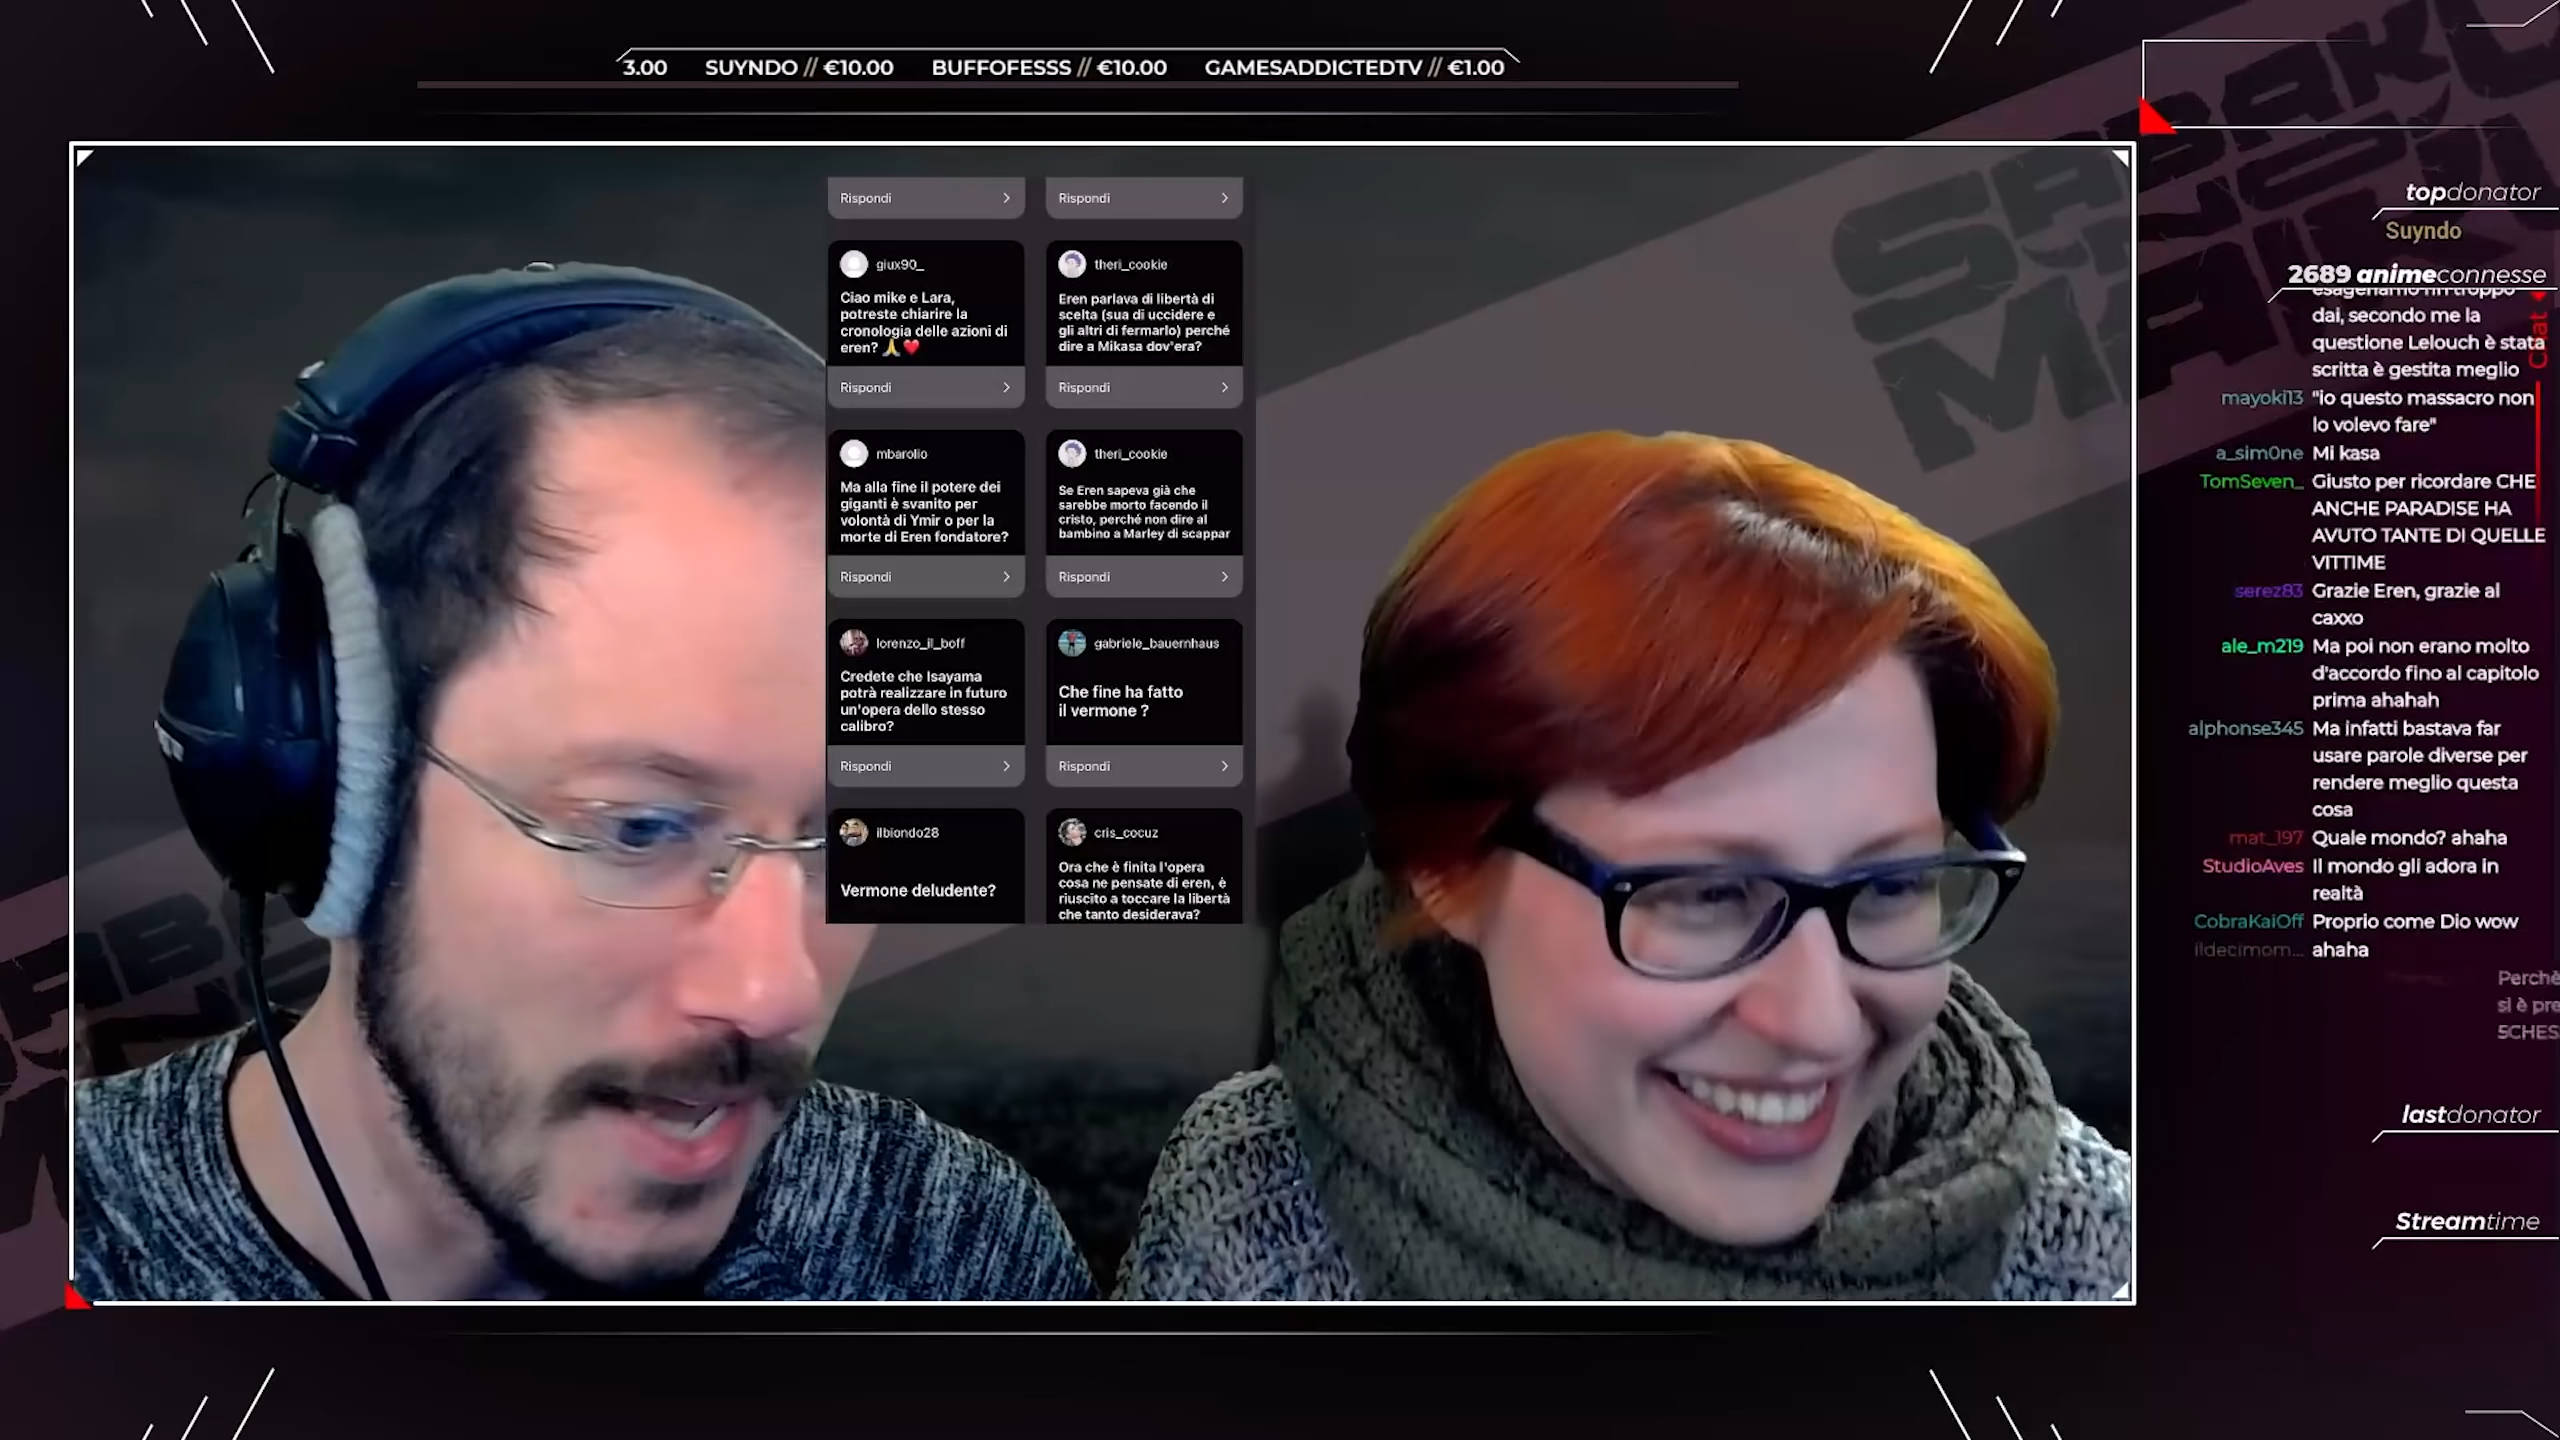 3.00 SUYNDO // €10.00 BUFFOFESSS // €10.00 GAMESADDICTEDTV // €1.00
SABAKU
NO
MAIKU
Rispondi
Rispondi
giux90_
Ciao mike e Lara,
potreste chiarire la
cronologia delle azioni di
eren? 🙏❤️
Rispondi
theri_cookie
Eren parlava di libertà di
scelta (sua di uccidere e
gli altri di fermarlo) perché
dire a Mikasa dov'era?
Rispondi
mbarolio
Ma alla fine il potere dei
giganti è svanito per
volontà di Ymir o per la
morte di Eren fondatore?
Rispondi
theri_cookie
Se Eren sapeva già che
sarebbe morto facendo il
cristo, perché non dire al
bambino a Marley di scappar
Rispondi
lorenzo_il_boff
Credete che Isayama
potrà realizzare in futuro
un'opera dello stesso
calibro?
Rispondi
gabriele_bauernhaus
Che fine ha fatto
il vermone ?
Rispondi
ilbiondo28
Vermone deludente?
cris_cocuz
Ora che è finita l'opera
cosa ne pensate di eren, è
riuscito a toccare la libertà
che tanto desiderava?
topdonator
Suyndo
2689 animeconnesse
Chat
dai, secondo me la
questione Lelouch è stata
scritta è gestita meglio
mayoki13 "io questo massacro non
lo volevo fare"
a_sim0ne Mi kasa
TomSeven_ Giusto per ricordare CHE
ANCHE PARADISE HA
AVUTO TANTE DI QUELLE
VITTIME
serez83 Grazie Eren, grazie al
caxxo
ale_m219 Ma poi non erano molto
d'accordo fino al capitolo
prima ahahah
alphonse345 Ma infatti bastava far
usare parole diverse per
rendere meglio questa
cosa
mat_197 Quale mondo? ahaha
StudioAves Il mondo gli adora in
realtà
CobraKaiOff Proprio come Dio wow
ildecimom... ahaha
Perchè
si è pre
5CHES
lastdonator
Streamtime